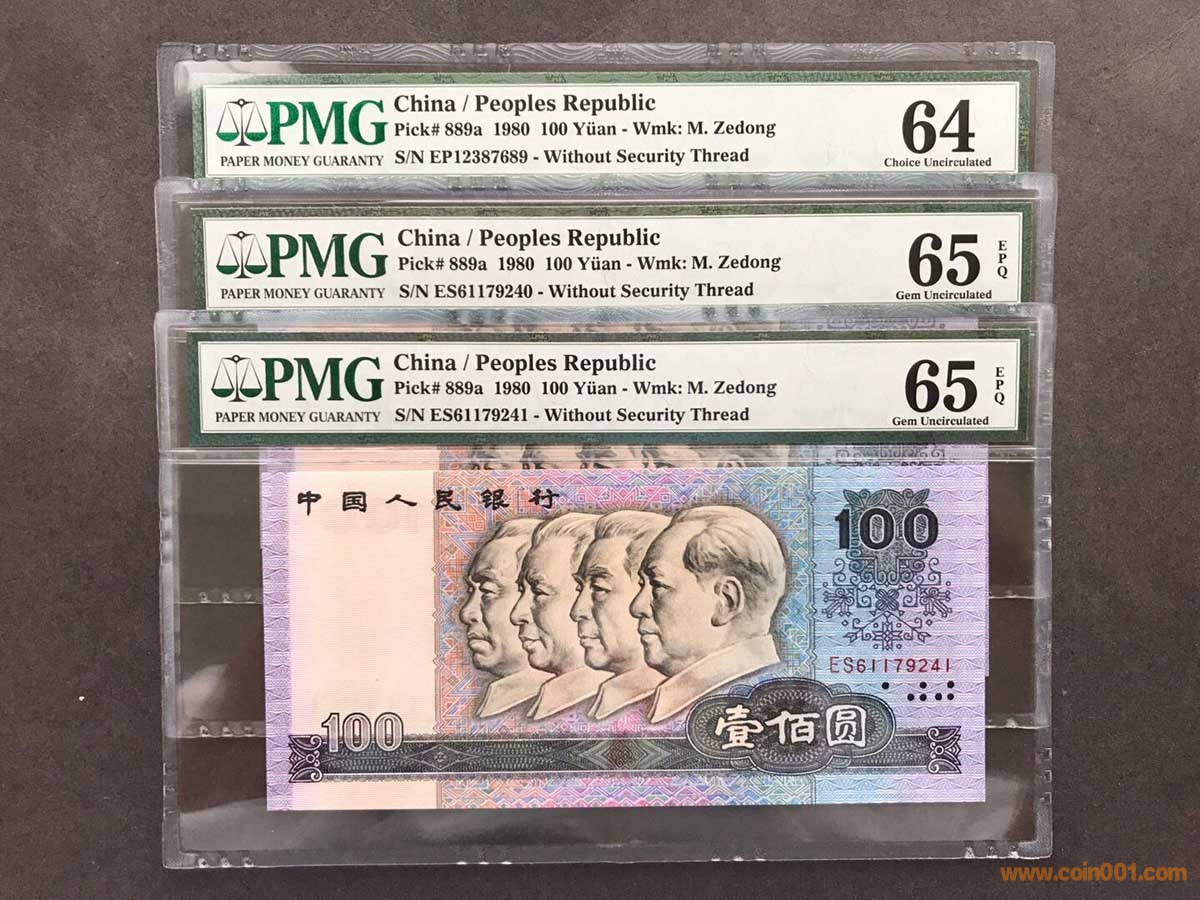 PMG
PAPER MONEY GUARANTY
China / Peoples Republic
Pick# 889a 1980 100 Yüan - Wmk: M. Zedong
S/N EP12387689 - Without Security Thread
64
Choice Uncirculated
PMG
PAPER MONEY GUARANTY
China / Peoples Republic
Pick# 889a 1980 100 Yüan - Wmk: M. Zedong
S/N ES61179240 - Without Security Thread
65
EPQ
Gem Uncirculated
PMG
PAPER MONEY GUARANTY
China / Peoples Republic
Pick# 889a 1980 100 Yüan - Wmk: M. Zedong
S/N ES61179241 - Without Security Thread
65
EPQ
Gem Uncirculated
中国人民银行
100
ES61179241
100
壹佰圆
www.coin001.com